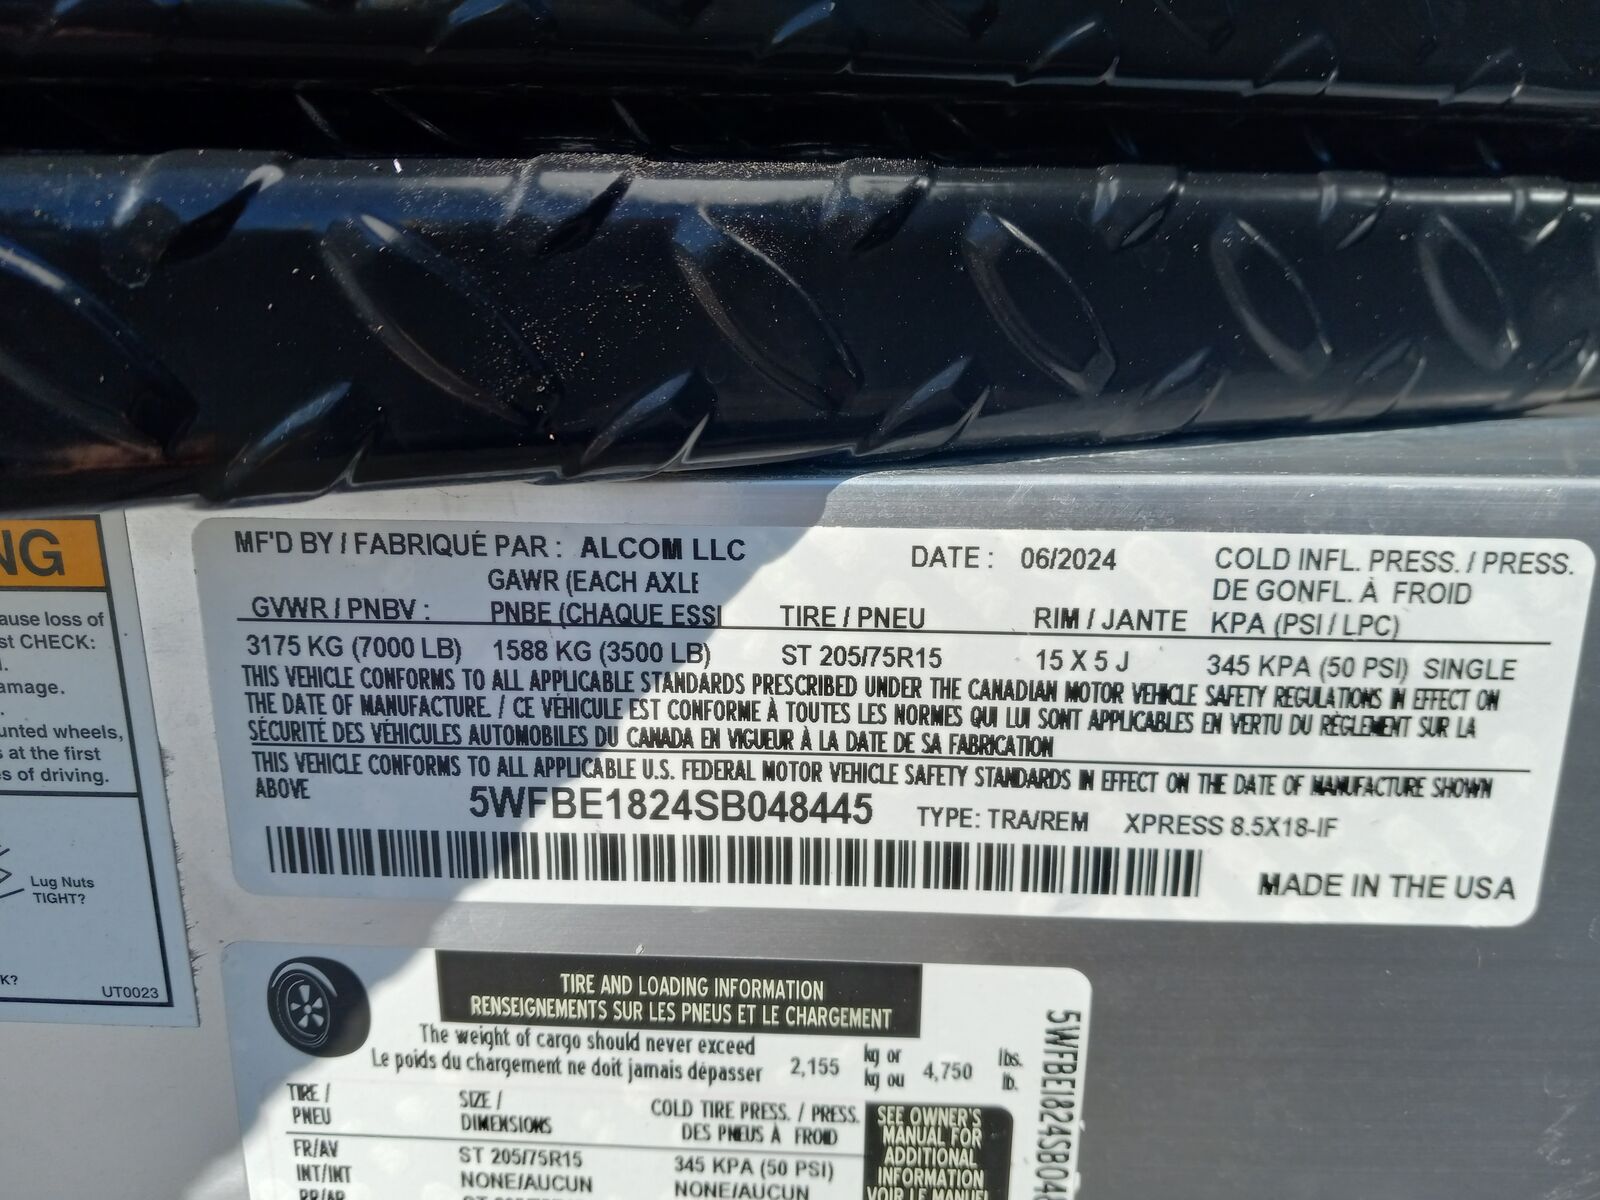 NG
ause loss of
st CHECK:
amage.
unted wheels,
s at the first
es of driving.
Lug Nuts
TIGHT?
K?
UT0023
MF'D BY / FABRIQUÉ PAR : ALCOM LLC
DATE : 06/2024
COLD INFL. PRESS. / PRESS.
GAWR (EACH AXLE
DE GONFL. À FROID
GVWR / PNBV : PNBE (CHAQUE ESSI TIRE / PNEU RIM / JANTE KPA (PSI / LPC)
3175 KG (7000 LB) 1588 KG (3500 LB) ST 205/75R15 15 X 5 J 345 KPA (50 PSI) SINGLE
THIS VEHICLE CONFORMS TO ALL APPLICABLE STANDARDS PRESCRIBED UNDER THE CANADIAN MOTOR VEHICLE SAFETY REGULATIONS IN EFFECT ON
THE DATE OF MANUFACTURE. / CE VÉHICULE EST CONFORME À TOUTES LES NORMES QUI LUI SONT APPLICABLES EN VERTU DU RÈGLEMENT SUR LA
SÉCURITÉ DES VÉHICULES AUTOMOBILES DU CANADA EN VIGUEUR À LA DATE DE SA FABRICATION
THIS VEHICLE CONFORMS TO ALL APPLICABLE U.S. FEDERAL MOTOR VEHICLE SAFETY STANDARDS IN EFFECT ON THE DATE OF MANUFACTURE SHOWN
ABOVE
5WFBE1824SB048445 TYPE: TRA/REM XPRESS 8.5X18-IF
MADE IN THE USA
TIRE AND LOADING INFORMATION
RENSEIGNEMENTS SUR LES PNEUS ET LE CHARGEMENT
The weight of cargo should never exceed
Le poids du chargement ne doit jamais dépasser
2,155
kg or
kg ou
4,750
lbs.
lb.
TIRE /
PNEU
SIZE /
DIMENSIONS
COLD TIRE PRESS. / PRESS.
DES PNEUS À FROID
FR/AV ST 205/75R15 345 KPA (50 PSI)
INT/INT NONE/AUCUN NONE/AUCUN
SEE OWNER'S
MANUAL FOR
ADDITIONAL
INFORMATION
VOIR LE MANUEL
5WFBE1824SB048